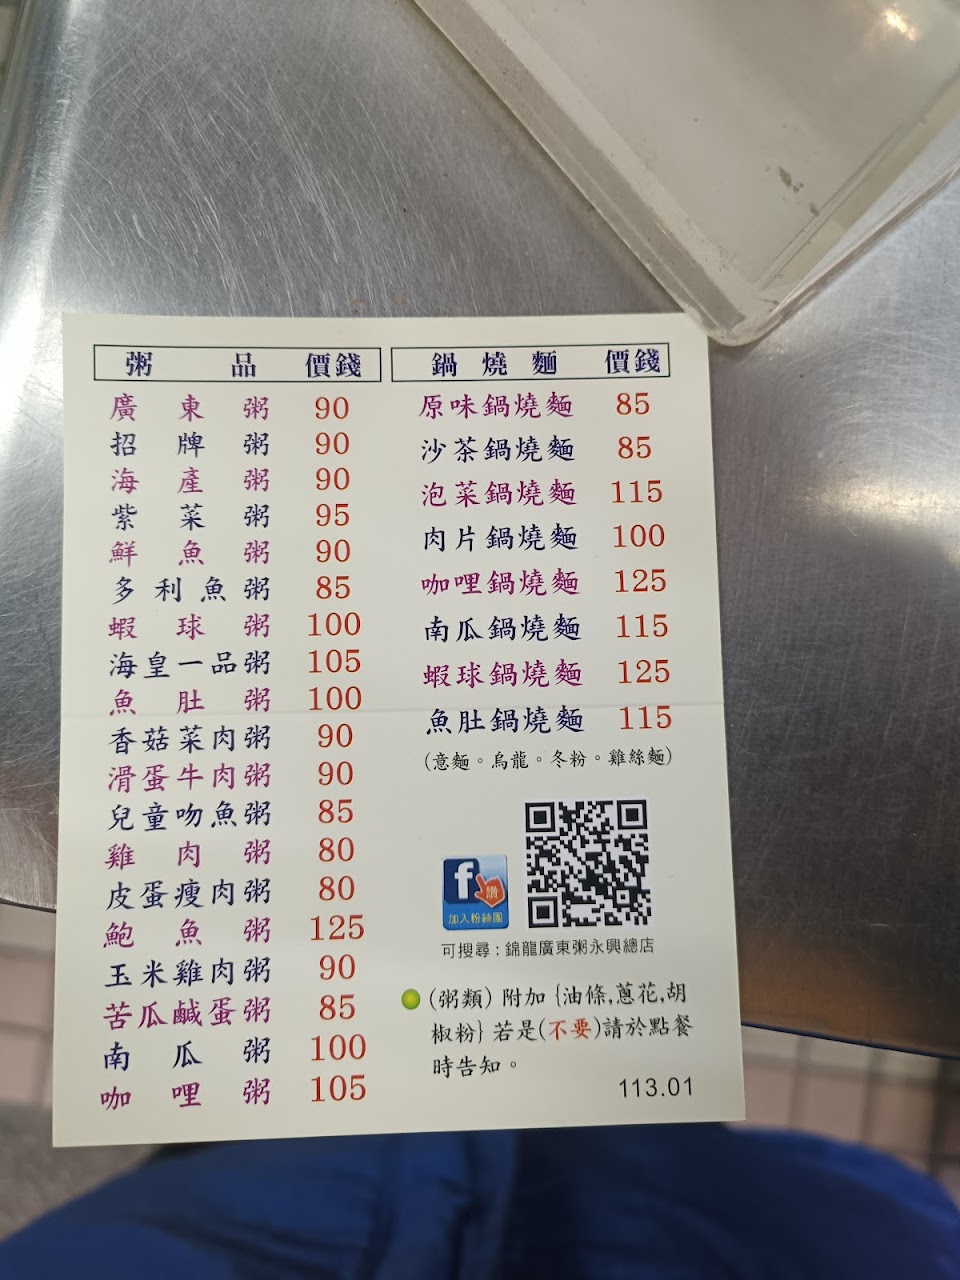 粥品 價錢
廣東粥 90
招牌粥 90
海產粥 90
紫菜粥 95
鮮魚粥 90
多利魚粥 85
蝦球粥 100
海皇一品粥 105
魚肚粥 100
香菇菜肉粥 90
滑蛋牛肉粥 90
兒童吻魚粥 85
雞肉粥 80
皮蛋瘦肉粥 80
鮑魚粥 125
玉米雞肉粥 90
苦瓜鹹蛋粥 85
南瓜粥 100
咖哩粥 105
鍋燒麵 價錢
原味鍋燒麵 85
沙茶鍋燒麵 85
泡菜鍋燒麵 115
肉片鍋燒麵 100
咖哩鍋燒麵 125
南瓜鍋燒麵 115
蝦球鍋燒麵 125
魚肚鍋燒麵 115
(意麵。烏龍。冬粉。雞絲麵)
f
讚
加入粉絲團
可搜尋:錦龍廣東粥永興總店
(粥類) 附加 {油條,蔥花,胡
椒粉} 若是(不要)請於點餐
時告知。
113.01